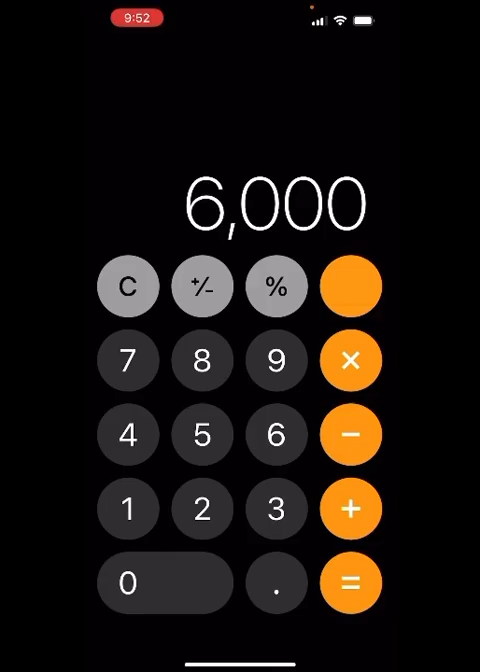 9:52
6,000
C +/- %
7 8 9 ×
4 5 6 −
1 2 3 +
0 . =